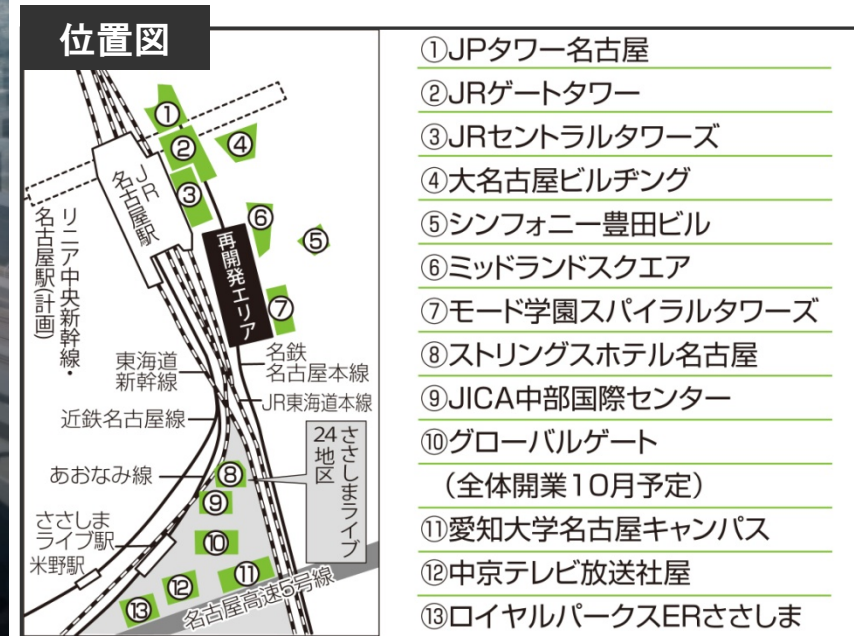 位置図
①
②
③
④
⑤
⑥
⑦
JR
名古屋駅
リニア中央新幹線・
名古屋駅(計画)
再開発エリア
東海道
新幹線
名鉄
名古屋本線
JR東海道本線
近鉄名古屋線
あおなみ線
ささしま
ライブ駅
米野駅
ささしまライブ
24地区
⑧
⑨
⑩
⑪
⑫
⑬
名古屋高速5号線
①JPタワー名古屋
②JRゲートタワー
③JRセントラルタワーズ
④大名古屋ビルヂング
⑤シンフォニー豊田ビル
⑥ミッドランドスクエア
⑦モード学園スパイラルタワーズ
⑧ストリングスホテル名古屋
⑨JICA中部国際センター
⑩グローバルゲート
(全体開業10月予定)
⑪愛知大学名古屋キャンパス
⑫中京テレビ放送社屋
⑬ロイヤルパークスERささしま